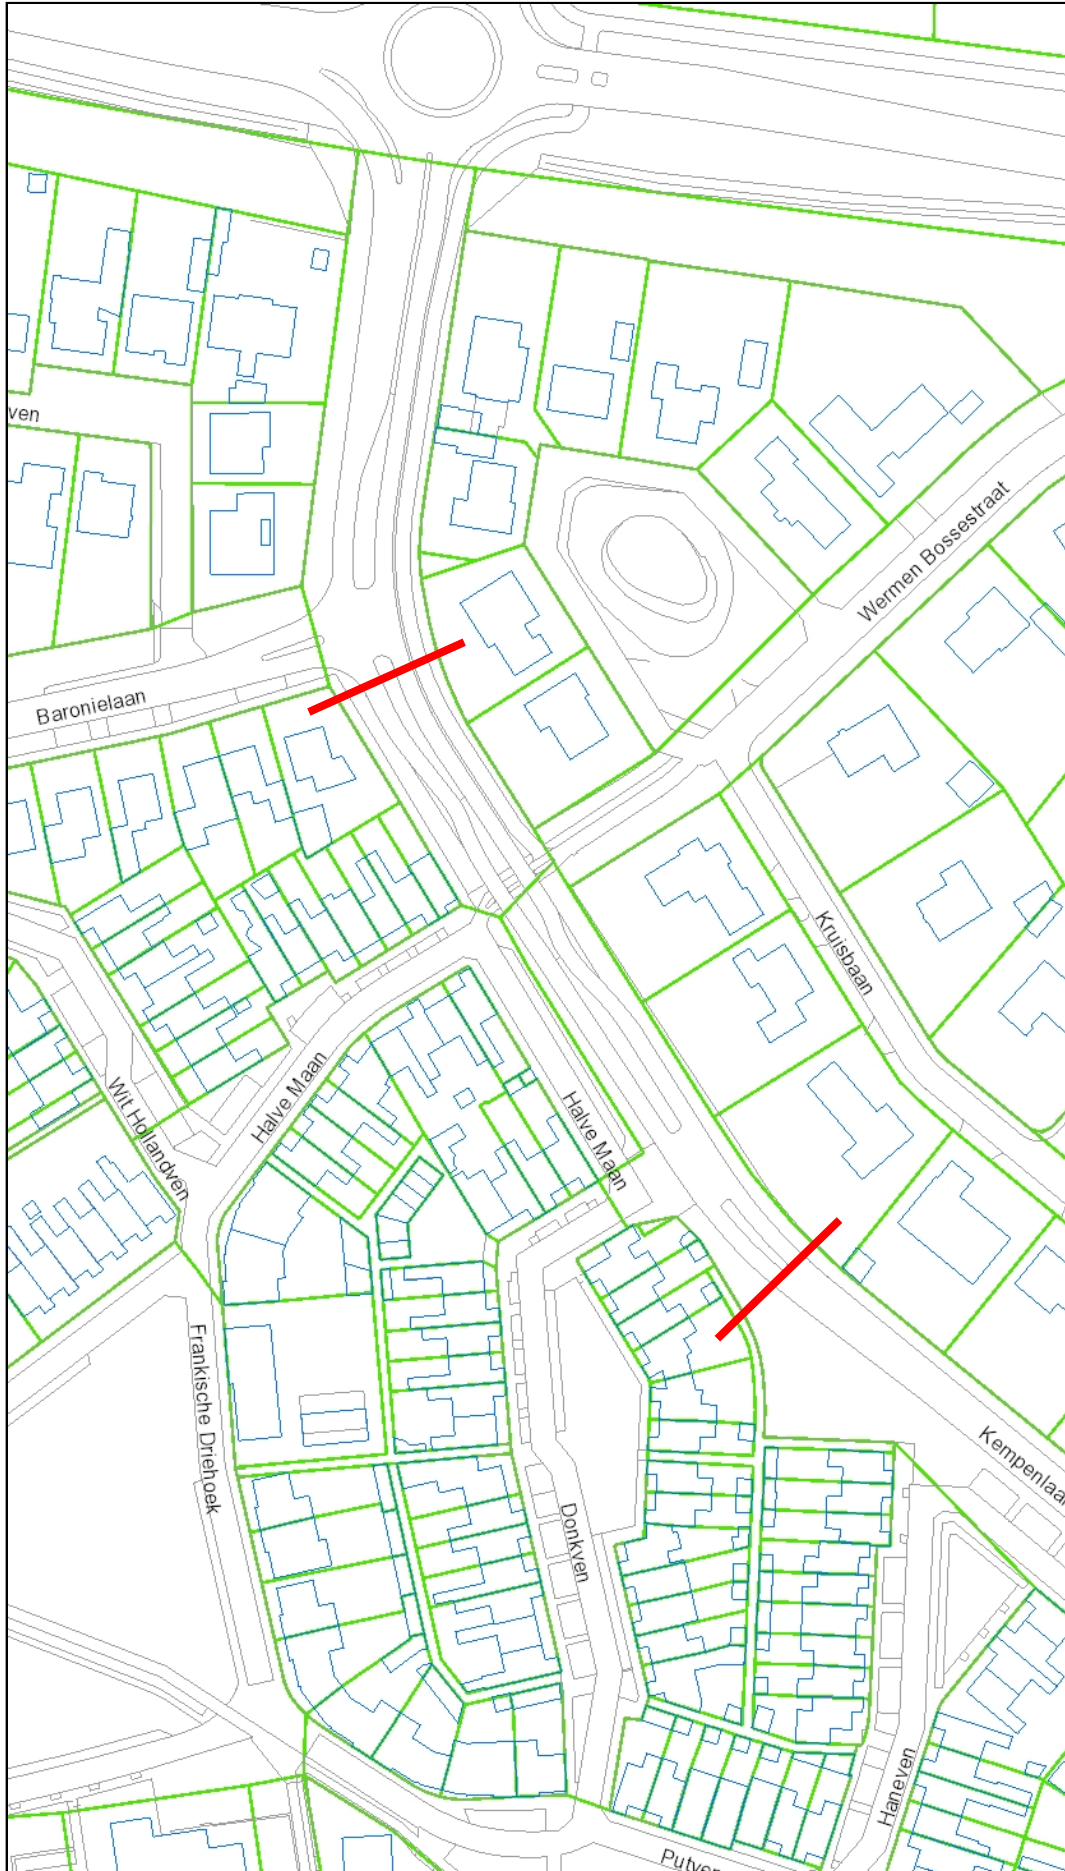 ven
Wermen Bossestraat
Baronielaan
Kruisbaan
Halve Maan
Wit Hollandven
Halve Maan
Frankische Driehoek
Kempenlaan
Donkven
Haneven
Putven